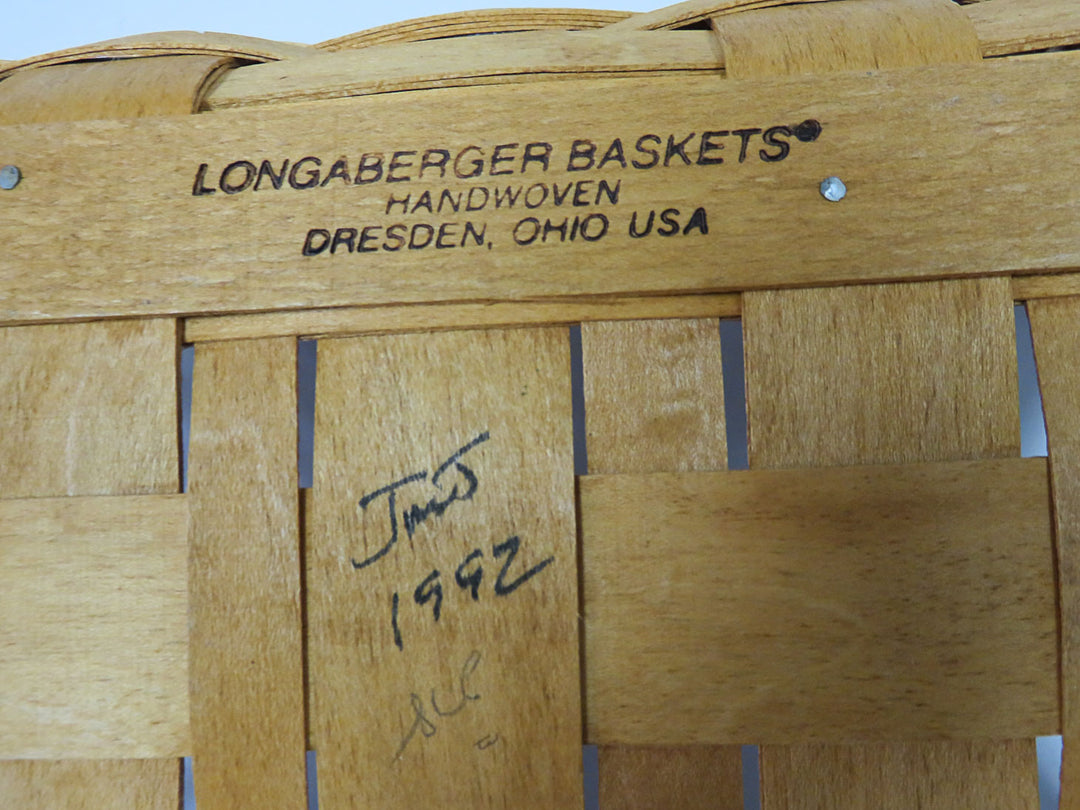 LONGABERGER BASKETS®
HANDWOVEN
DRESDEN, OHIO USA
1992